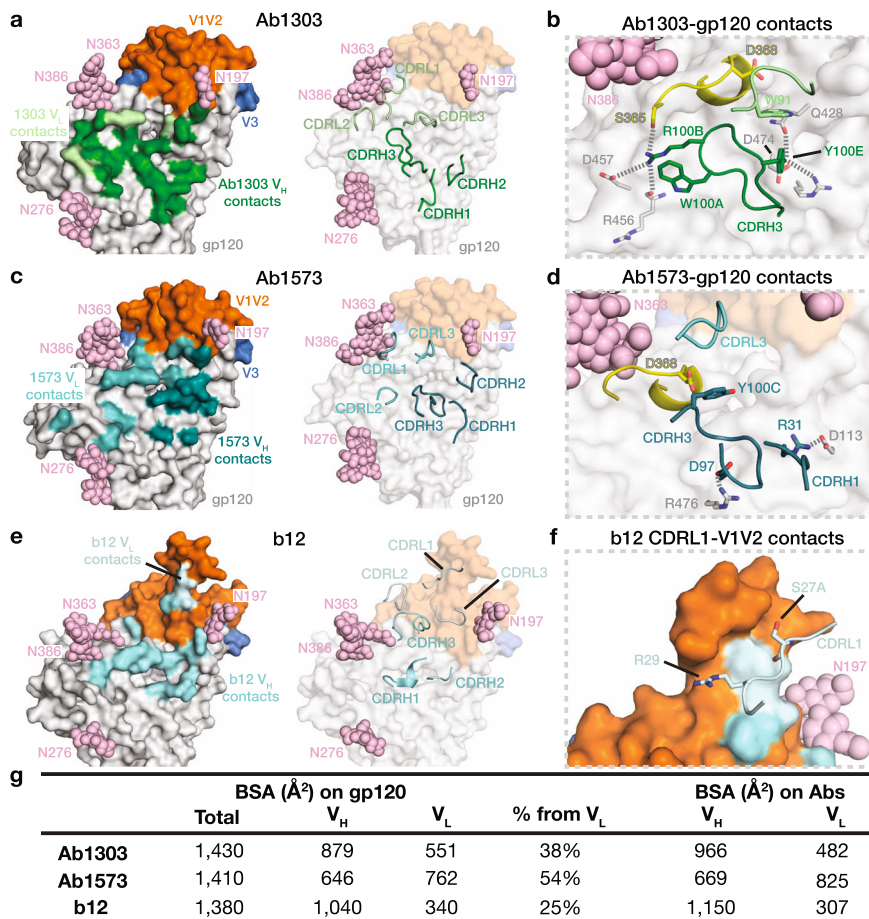 a
Ab1303
V1V2
N363
N386
N197
1303 VL
contacts
V3
Ab1303 VH
contacts
N276
gp120
N363
CDRL1
N386
N197
CDRL2
CDRL3
CDRH3
CDRH2
N276
CDRH1
b
Ab1303-gp120 contacts
D368
N386
W91
S365
Q428
R100B
D474
D457
Y100E
W100A
R456
CDRH3
c
Ab1573
V1V2
N363
N386
N197
V3
1573 VL
contacts
1573 VH
contacts
N276
gp120
N363
CDRL3
N386
N197
CDRL1
CDRH2
CDRL2
CDRH3
CDRH1
N276
d
Ab1573-gp120 contacts
N363
CDRL3
D368
Y100C
R31
D113
CDRH3
D97
CDRH1
R476
e
b12
b12 VL
contacts
N363
N197
N386
b12 VH
contacts
N276
CDRL1
CDRL2
CDRL3
N363
N197
CDRH3
N386
CDRH2
CDRH1
N276
f
b12 CDRL1-V1V2 contacts
S27A
CDRL1
R29
N197
g
BSA (Å²) on gp120 BSA (Å²) on Abs
Total VH VL % from VL VH VL
Ab1303 1,430 879 551 38% 966 482
Ab1573 1,410 646 762 54% 669 825
b12 1,380 1,040 340 25% 1,150 307